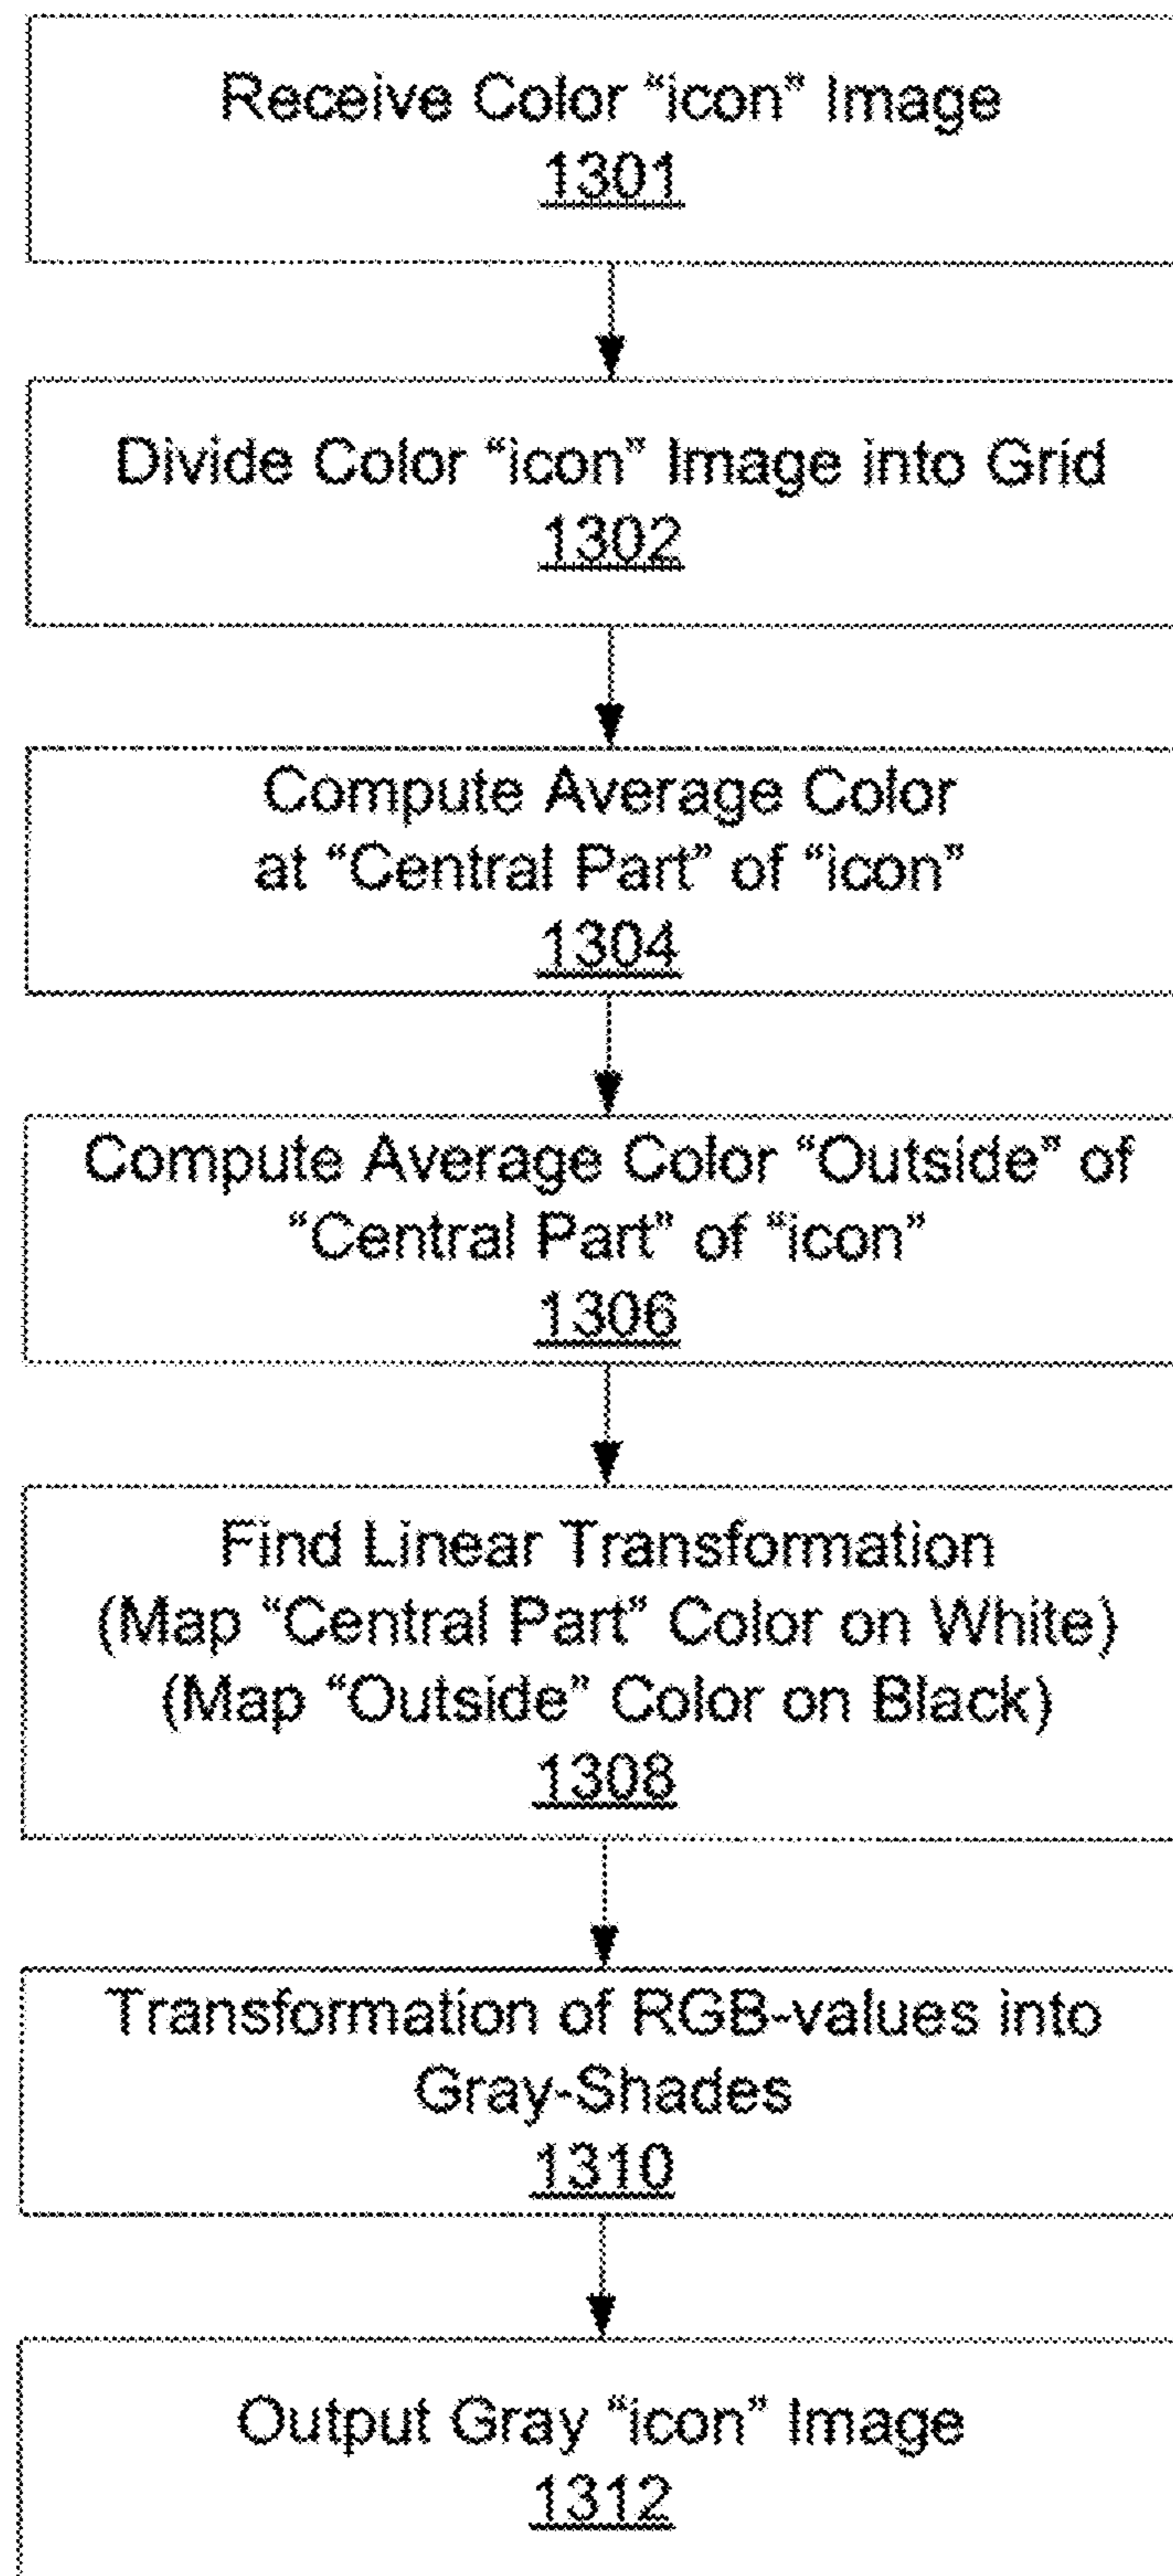 Receive Color “icon” Image
1301
Divide Color “icon” Image into Grid
1302
Compute Average Color
at “Central Part” of “icon”
1304
Compute Average Color “Outside” of
“Central Part” of “icon”
1306
Find Linear Transformation
(Map “Central Part” Color on White)
(Map “Outside” Color on Black)
1308
Transformation of RGB-values into
Gray-Shades
1310
Output Gray “icon” Image
1312